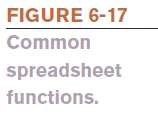 FIGURE 6-17
Common
spreadsheet
functions.